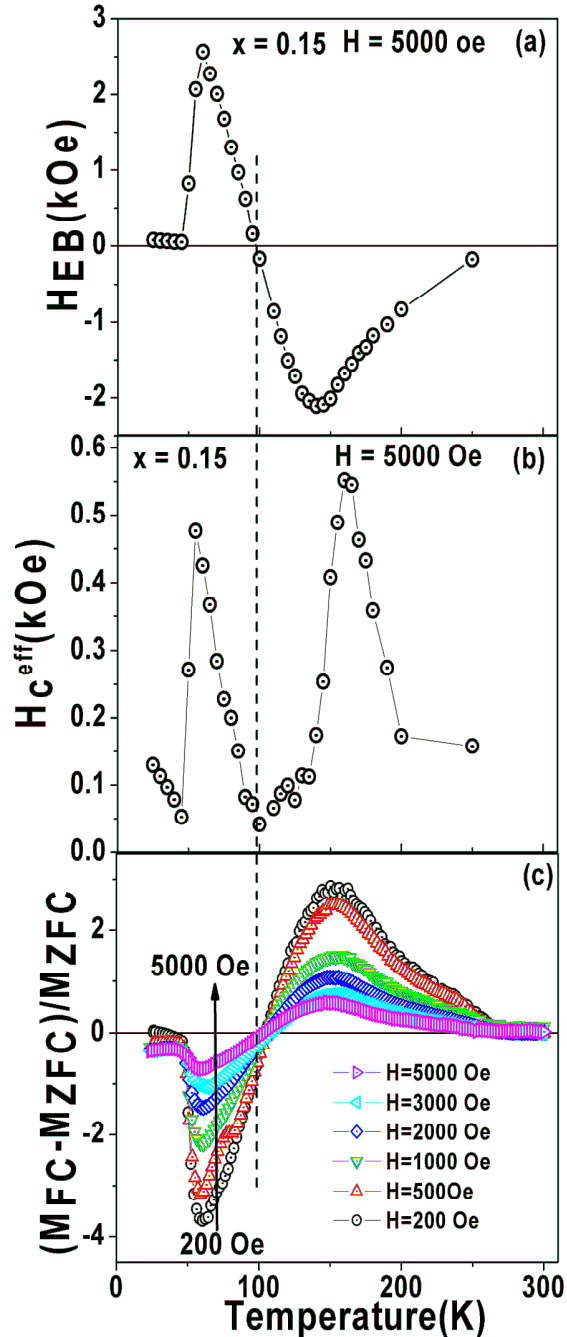 x = 0.15 H = 5000 oe (a)
HEB(kOe)
3
2
1
0
-1
-2
x = 0.15 H = 5000 Oe (b)
Hc^eff(kOe)
0.6
0.5
0.4
0.3
0.2
0.1
0.0
(c)
(MFC-MZFC)/MZFC
2
0
-2
-4
5000 Oe
200 Oe
H=5000 Oe
H=3000 Oe
H=2000 Oe
H=1000 Oe
H=500Oe
H=200 Oe
0 100 200 300
Temperature(K)